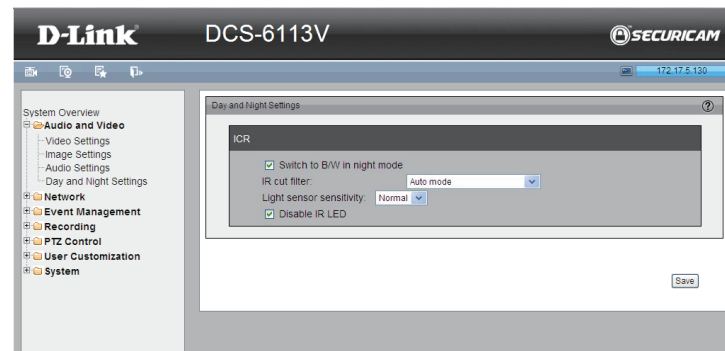 D-Link
DCS-6113V
SECURICAM
172.17.5.130
System Overview
Audio and Video
Video Settings
Image Settings
Audio Settings
Day and Night Settings
Network
Event Management
Recording
PTZ Control
User Customization
System
Day and Night Settings
?
ICR
Switch to B/W in night mode
IR cut filter: Auto mode
Light sensor sensitivity: Normal
Disable IR LED
Save